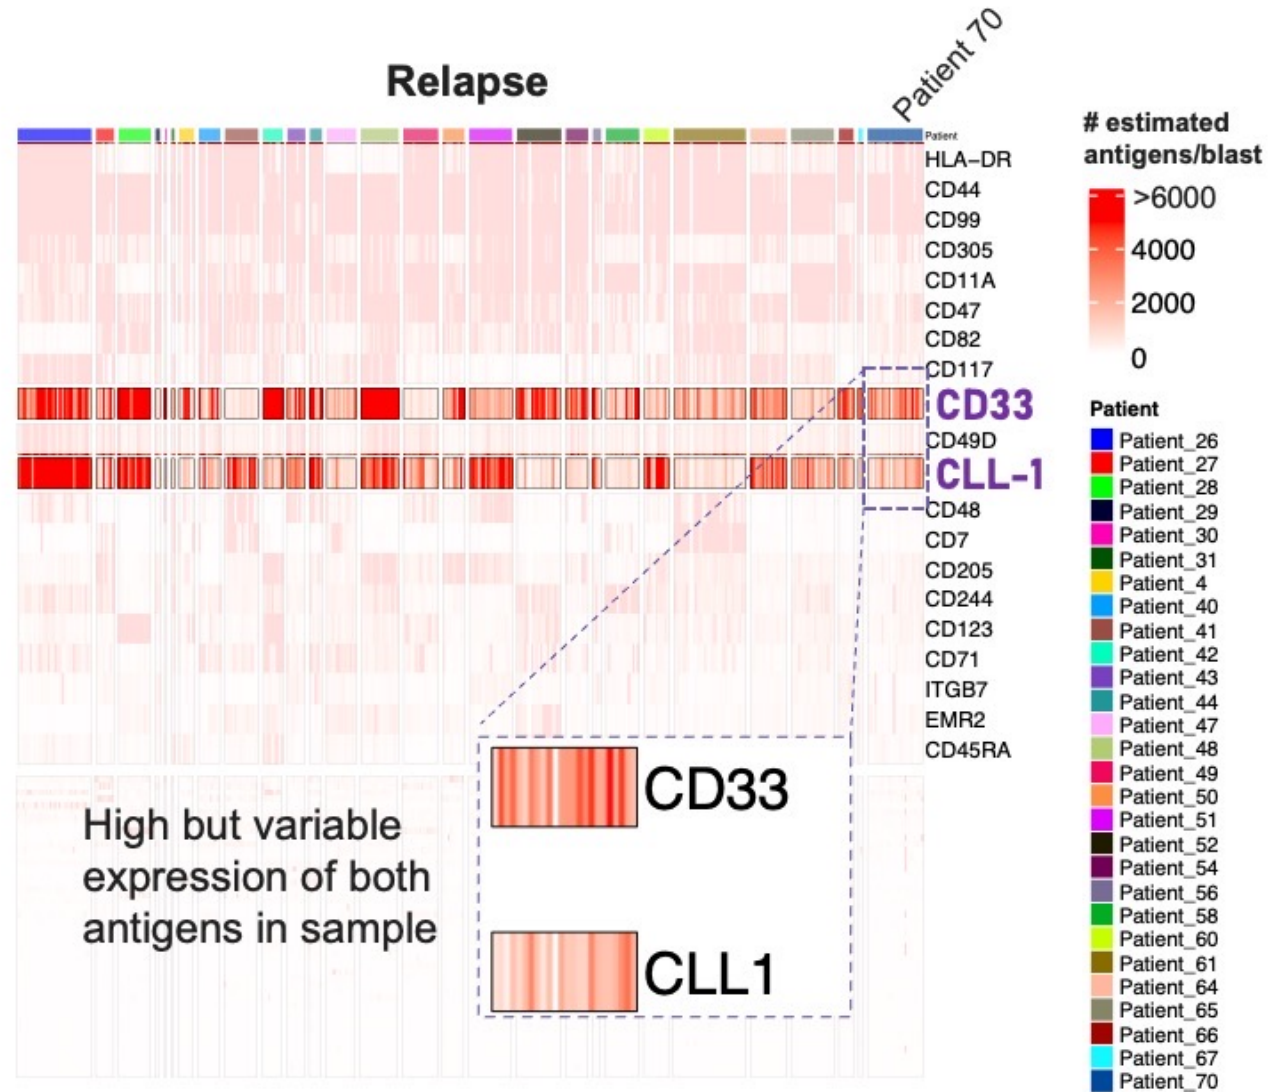 Relapse
Patient 70
Patient
HLA–DR
CD44
CD99
CD305
CD11A
CD47
CD82
CD117
CD33
CD49D
CLL-1
CD48
CD7
CD205
CD244
CD123
CD71
ITGB7
EMR2
CD45RA
High but variable
expression of both
antigens in sample
CD33
CLL1
# estimated
antigens/blast
>6000
4000
2000
0
Patient
Patient_26
Patient_27
Patient_28
Patient_29
Patient_30
Patient_31
Patient_4
Patient_40
Patient_41
Patient_42
Patient_43
Patient_44
Patient_47
Patient_48
Patient_49
Patient_50
Patient_51
Patient_52
Patient_54
Patient_56
Patient_58
Patient_60
Patient_61
Patient_64
Patient_65
Patient_66
Patient_67
Patient_70